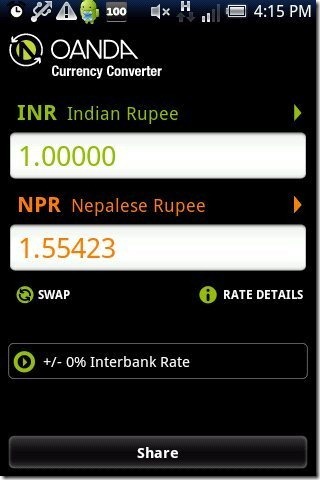 100 H 4:15 PM
OANDA
Currency Converter
INR Indian Rupee
1.00000
NPR Nepalese Rupee
1.55423
SWAP RATE DETAILS
+/- 0% Interbank Rate
Share